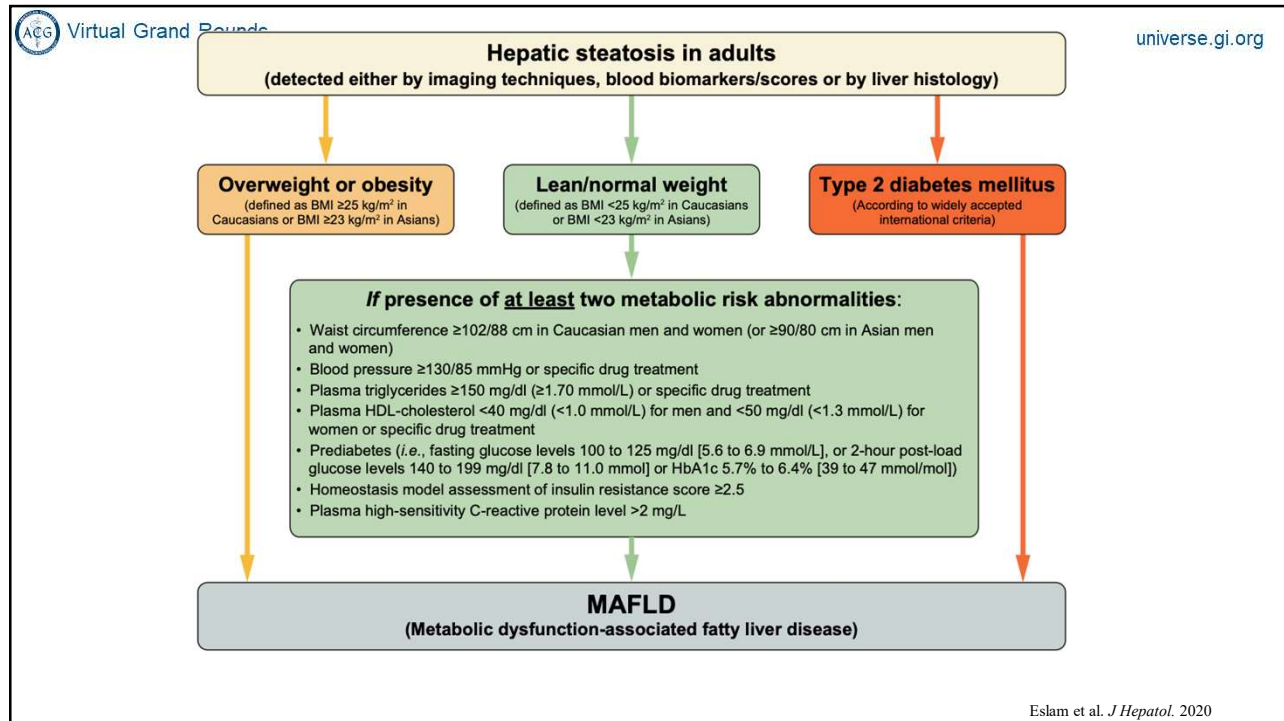 ACG
Virtual Grand Rounds
universe.gi.org
Hepatic steatosis in adults
(detected either by imaging techniques, blood biomarkers/scores or by liver histology)
Overweight or obesity
(defined as BMI ≥25 kg/m² in
Caucasians or BMI ≥23 kg/m² in Asians)
Lean/normal weight
(defined as BMI <25 kg/m² in Caucasians
or BMI <23 kg/m² in Asians)
Type 2 diabetes mellitus
(According to widely accepted
international criteria)
If presence of at least two metabolic risk abnormalities:
• Waist circumference ≥102/88 cm in Caucasian men and women (or ≥90/80 cm in Asian men
and women)
• Blood pressure ≥130/85 mmHg or specific drug treatment
• Plasma triglycerides ≥150 mg/dl (≥1.70 mmol/L) or specific drug treatment
• Plasma HDL-cholesterol <40 mg/dl (<1.0 mmol/L) for men and <50 mg/dl (<1.3 mmol/L) for
women or specific drug treatment
• Prediabetes (i.e., fasting glucose levels 100 to 125 mg/dl [5.6 to 6.9 mmol/L], or 2-hour post-load
glucose levels 140 to 199 mg/dl [7.8 to 11.0 mmol] or HbA1c 5.7% to 6.4% [39 to 47 mmol/mol])
• Homeostasis model assessment of insulin resistance score ≥2.5
• Plasma high-sensitivity C-reactive protein level >2 mg/L
MAFLD
(Metabolic dysfunction-associated fatty liver disease)
Eslam et al. J Hepatol. 2020